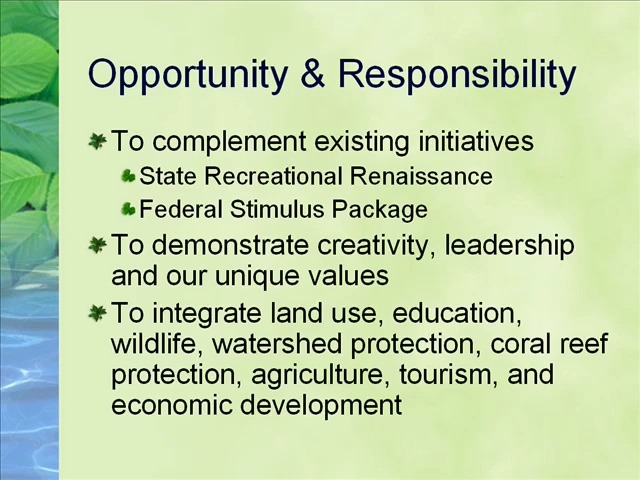 Opportunity & Responsibility
To complement existing initiatives
State Recreational Renaissance
Federal Stimulus Package
To demonstrate creativity, leadership
and our unique values
To integrate land use, education,
wildlife, watershed protection, coral reef
protection, agriculture, tourism, and
economic development